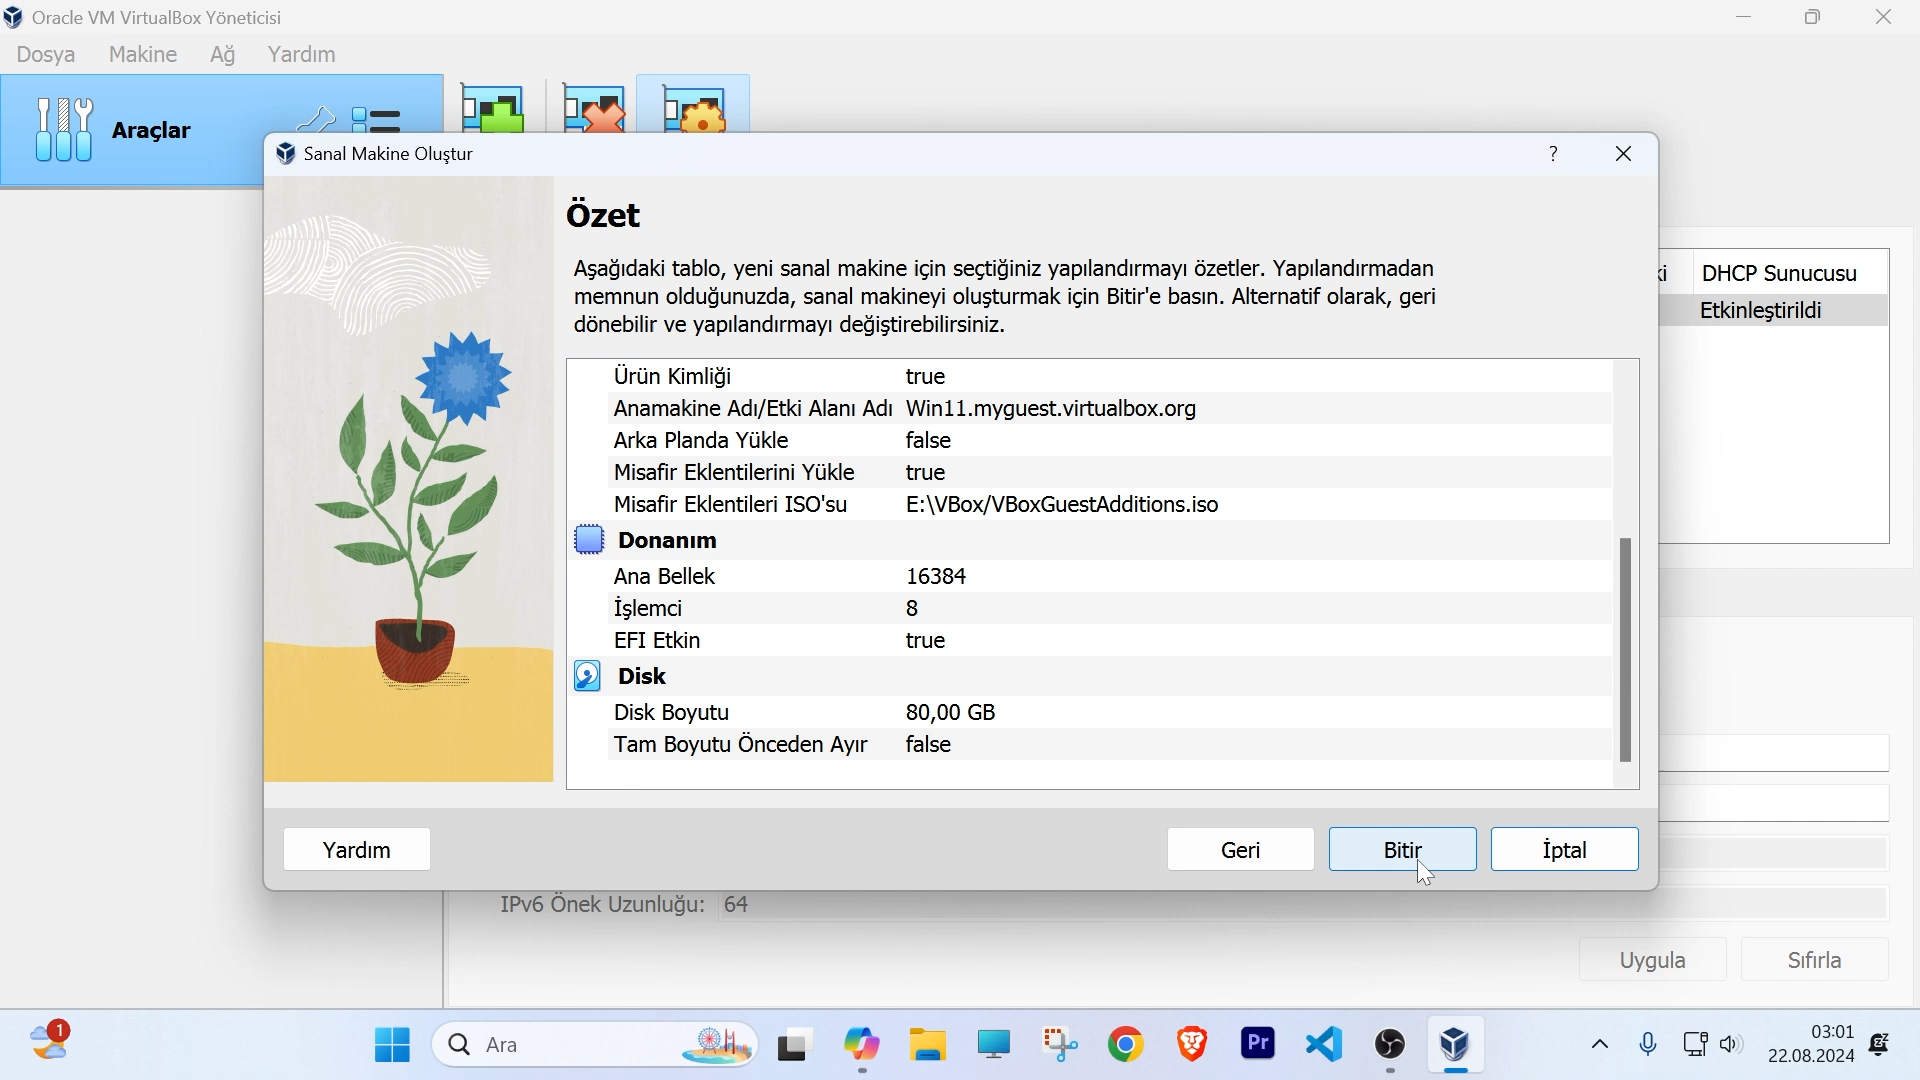 Oracle VM VirtualBox Yöneticisi
Dosya Makine Ağ Yardım
Araçlar
Sanal Makine Oluştur
?
Özet
Aşağıdaki tablo, yeni sanal makine için seçtiğiniz yapılandırmayı özetler. Yapılandırmadan
memnun olduğunuzda, sanal makineyi oluşturmak için Bitir'e basın. Alternatif olarak, geri
dönebilir ve yapılandırmayı değiştirebilirsiniz.
DHCP Sunucusu
Etkinleştirildi
Ürün Kimliği true
Anamakine Adı/Etki Alanı Adı Win11.myguest.virtualbox.org
Arka Planda Yükle false
Misafir Eklentilerini Yükle true
Misafir Eklentileri ISO'su E:\VBox/VBoxGuestAdditions.iso
Donanım
Ana Bellek 16384
İşlemci 8
EFI Etkin true
Disk
Disk Boyutu 80,00 GB
Tam Boyutu Önceden Ayır false
Yardım Geri Bitir İptal
IPv6 Önek Uzunluğu: 64
Uygula Sıfırla
1
Ara
Pr
03:01
22.08.2024